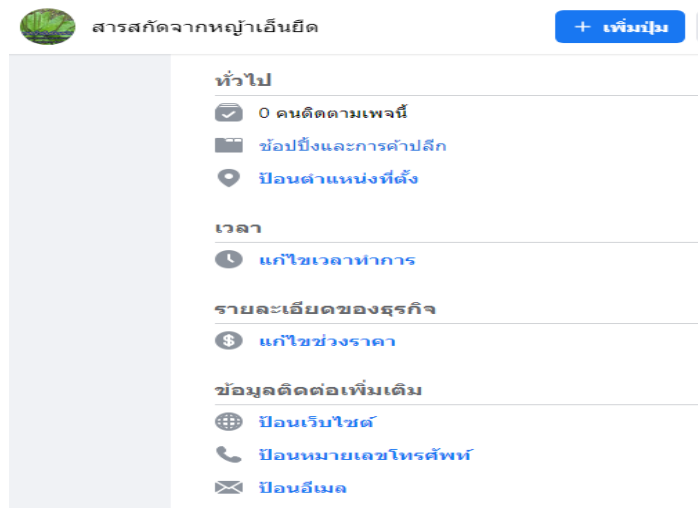 สารสกัดจากหญ้าเอ็นยืด
+ เพิ่มปุ่ม
ทั่วไป
0 คนติดตามเพจนี้
ช้อปปิ้งและการค้าปลีก
ป้อนตำแหน่งที่ตั้ง
เวลา
แก้ไขเวลาทำการ
รายละเอียดของธุรกิจ
แก้ไขช่วงราคา
ข้อมูลติดต่อเพิ่มเติม
ป้อนเว็บไซต์
ป้อนหมายเลขโทรศัพท์
ป้อนอีเมล